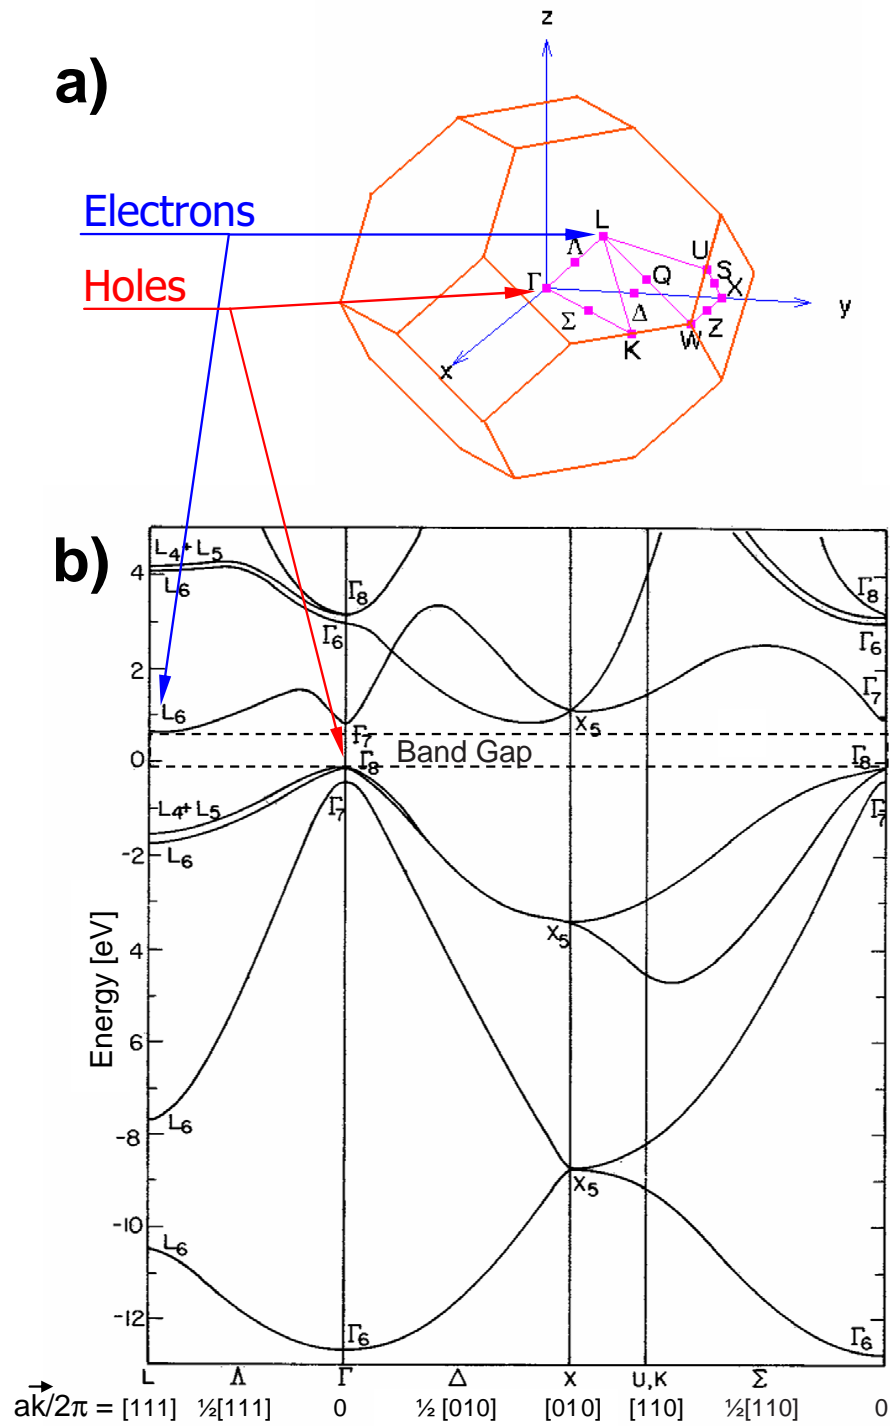 z
a)
Electrons
L
Λ
U
Holes
Γ
Q
S
X
Σ
Δ
Z
y
K
W
x
b)
L4+L5
4
L6
Γ8
Γ8
Γ6
Γ6
2
L6
Γ7
X5
Γ7
0
Band Gap
Γ8
Γ8
L4+L5
Γ7
Γ7
-2
L6
X5
4
Energy [eV]
6
-8
L6
X5
-10
L6
-12
Γ6
Γ6
L Λ Γ Δ X U,K Σ
ak/2π = [111] ½[111] 0 ½ [010] [010] [110] ½[110] 0